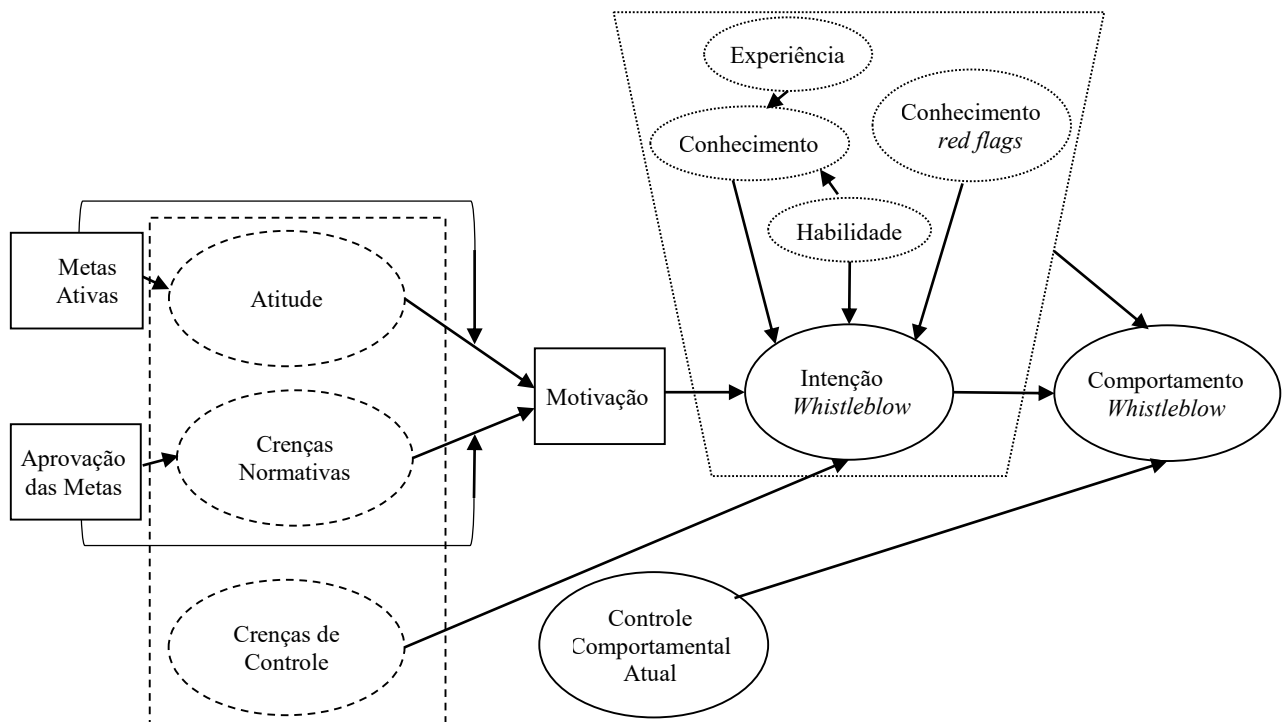 Experiência
Conhecimento
red flags
Conhecimento
Habilidade
Metas
Ativas
Atitude
Motivação
Intenção
Whistleblow
Comportamento
Whistleblow
Aprovação
das Metas
Crenças
Normativas
Crenças de
Controle
Controle
Comportamental
Atual